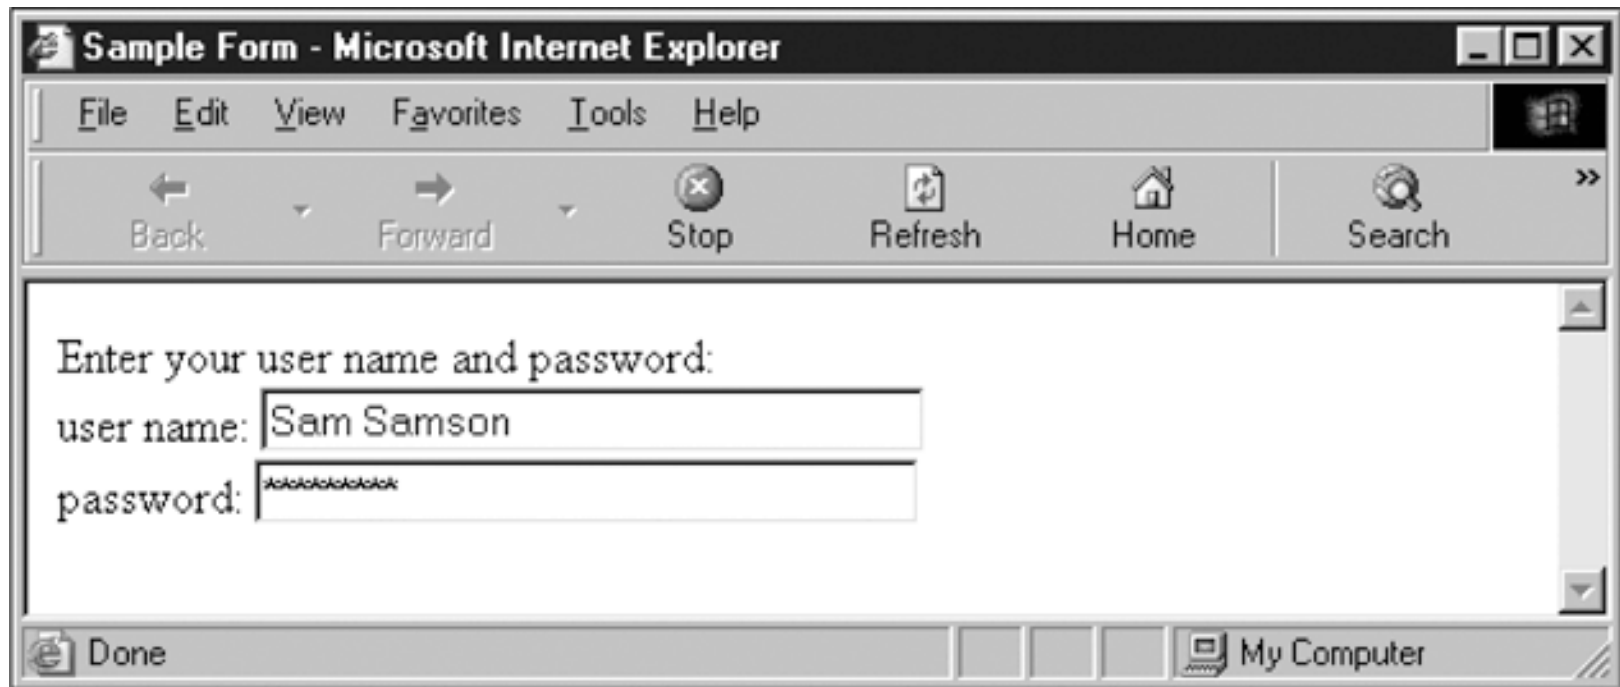 Sample Form - Microsoft Internet Explorer
File Edit View Favorites Tools Help
Back Forward Stop Refresh Home Search »
Enter your user name and password:
user name: Sam Samson
password: **********
Done My Computer